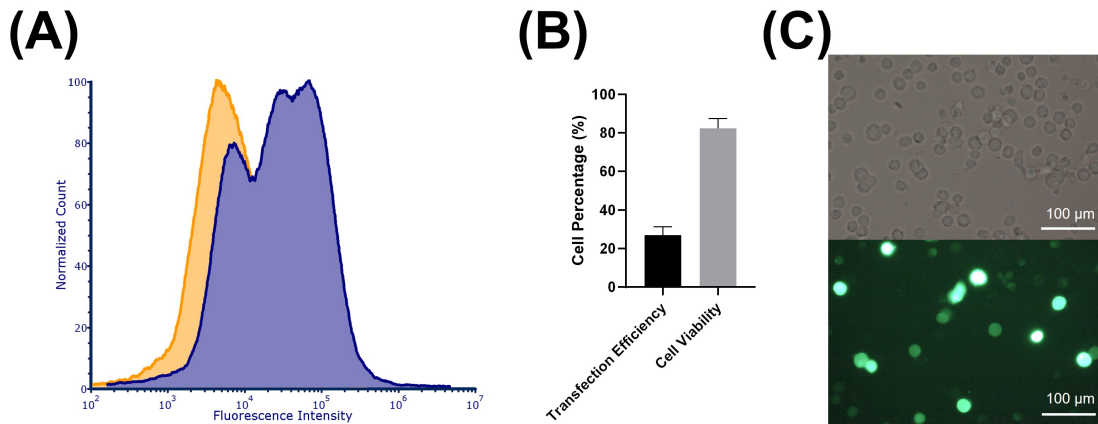 (A)
Normalized Count
100
80
60
40
20
0
10² 10³ 10⁴ 10⁵ 10⁶ 10⁷
Fluorescence Intensity
(B)
Cell Percentage (%)
100
80
60
40
20
0
Transfection Efficiency
Cell Viability
(C)
100 µm
100 µm